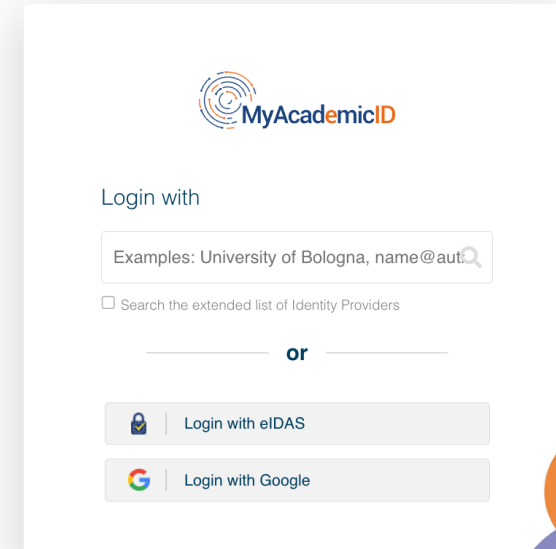 MyAcademicID
Login with
Examples: University of Bologna, name@aut
Search the extended list of Identity Providers
or
Login with eIDAS
Login with Google